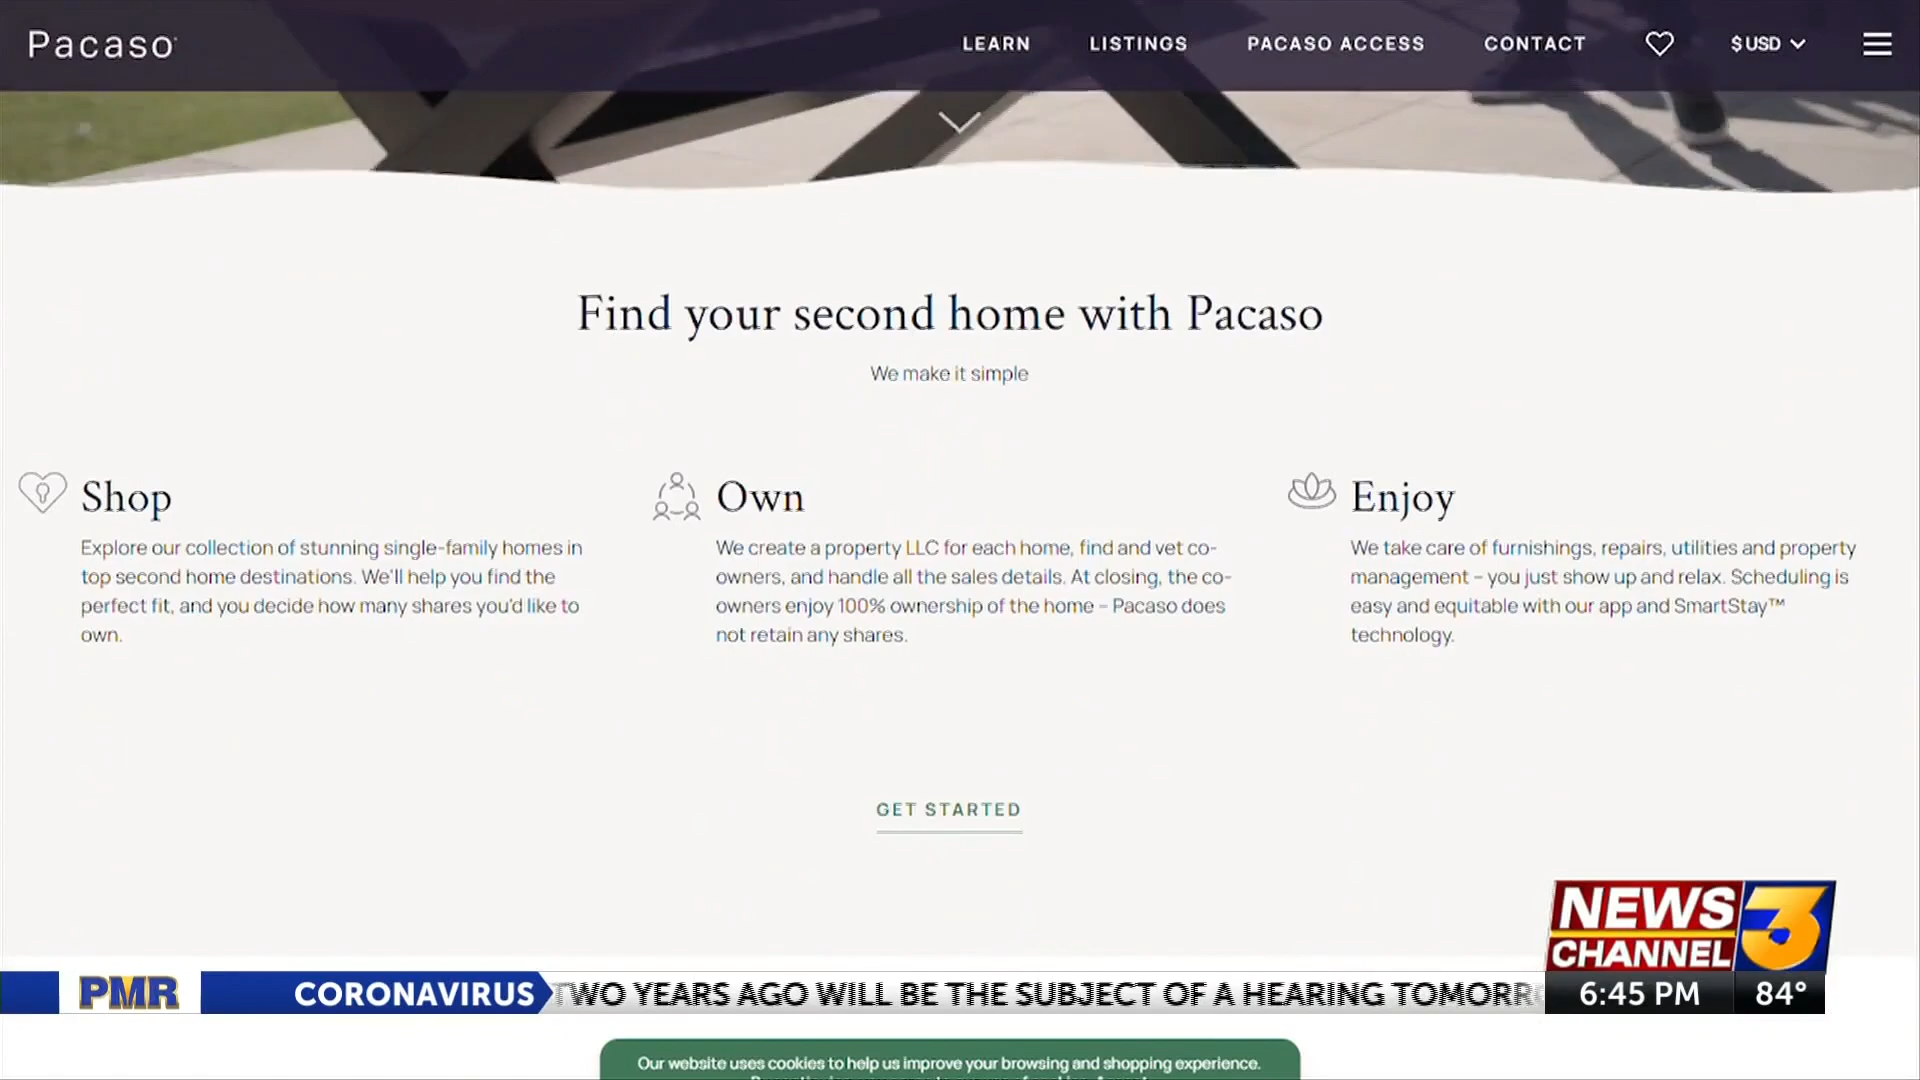 Pacaso
LEARN
LISTINGS
PACASO ACCESS
CONTACT
$ USD
Find your second home with Pacaso
We make it simple
Shop
Explore our collection of stunning single-family homes in
top second home destinations. We'll help you find the
perfect fit, and you decide how many shares you'd like to
own.
Own
We create a property LLC for each home, find and vet co-
owners, and handle all the sales details. At closing, the co-
owners enjoy 100% ownership of the home – Pacaso does
not retain any shares.
Enjoy
We take care of furnishings, repairs, utilities and property
management – you just show up and relax. Scheduling is
easy and equitable with our app and SmartStay™
technology.
GET STARTED
NEWS
CHANNEL 3
PMR
CORONAVIRUS
TWO YEARS AGO WILL BE THE SUBJECT OF A HEARING TOMORR
6:45 PM
84°
Our website uses cookies to help us improve your browsing and shopping experience.